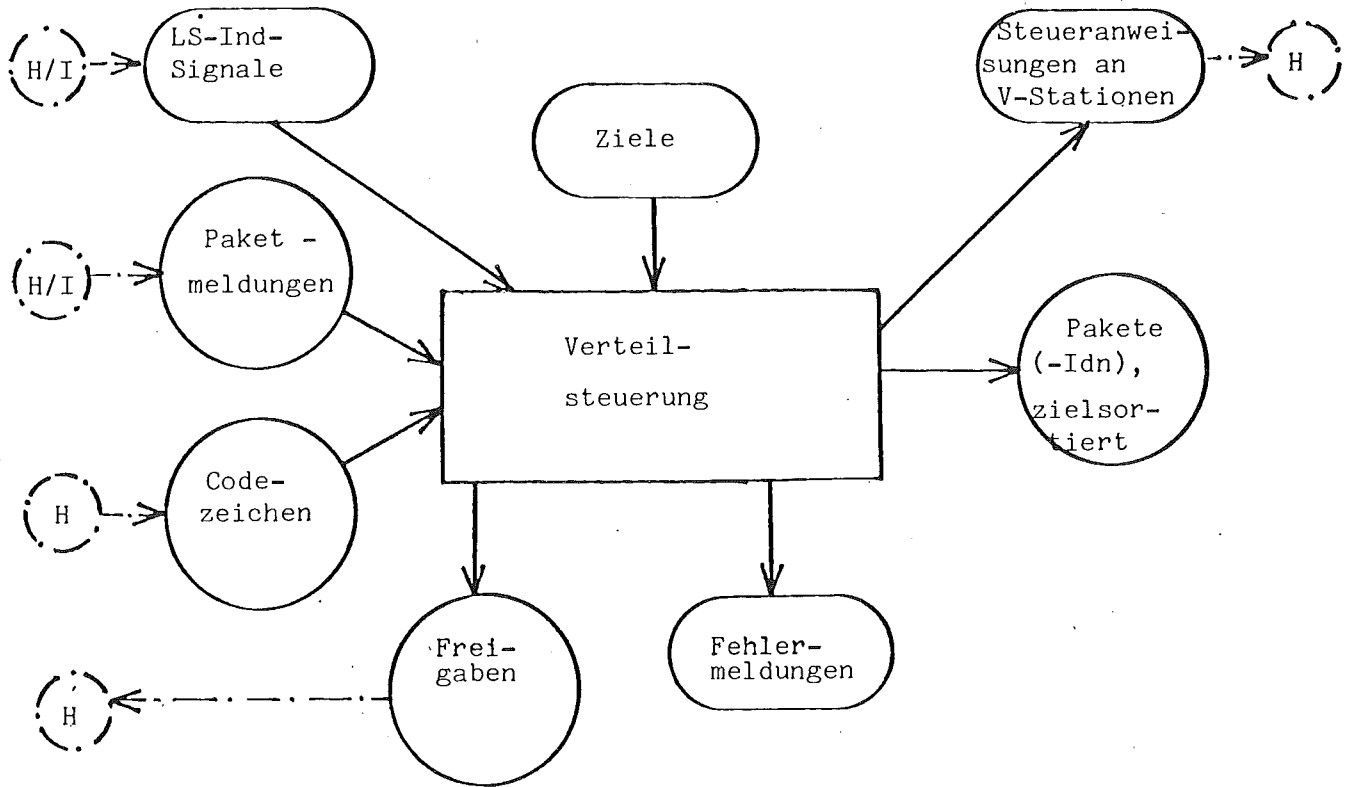 H/I
LS-Ind-
Signale
Ziele
Steueranwei-
sungen an
V-Stationen
H
H/I
Paket -
meldungen
Verteil-
steuerung
Pakete
(-Idn),
zielsor-
tiert
H
Code-
zeichen
Frei-
gaben
Fehler-
meldungen
H